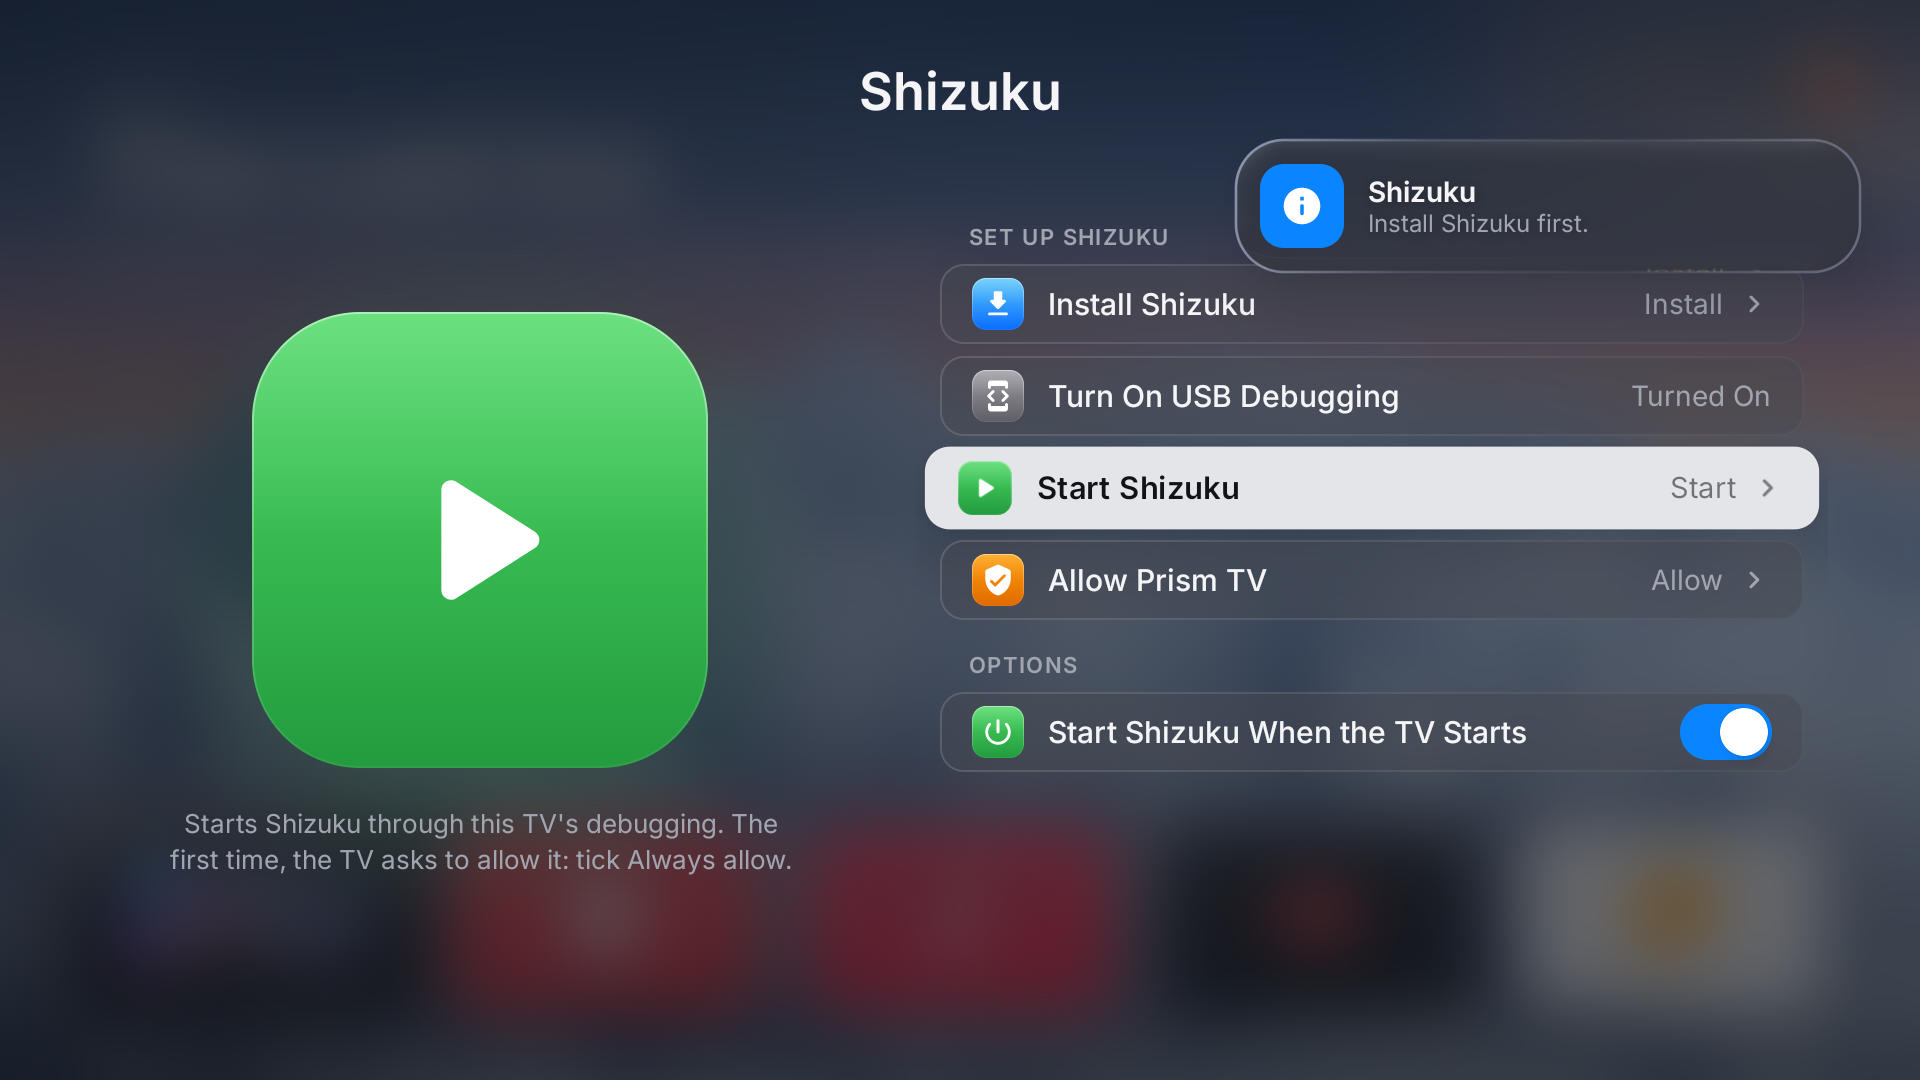 Shizuku
Shizuku
Install Shizuku first.
SET UP SHIZUKU
Install Shizuku
Install
Turn On USB Debugging
Turned On
Start Shizuku
Start
Allow Prism TV
Allow
OPTIONS
Start Shizuku When the TV Starts
Starts Shizuku through this TV's debugging. The
first time, the TV asks to allow it: tick Always allow.